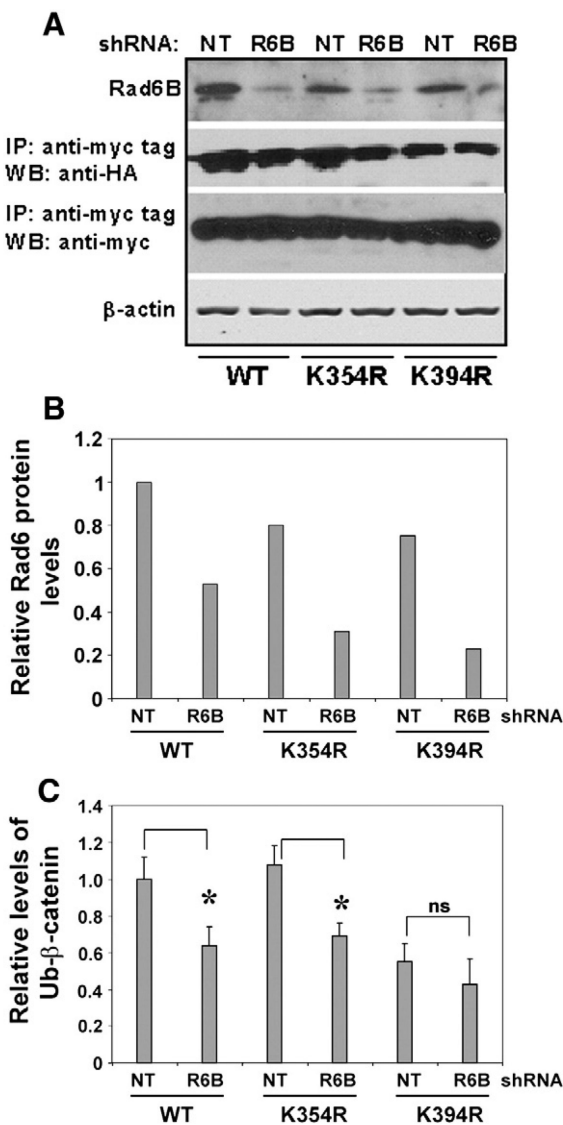 A
shRNA: NT R6B NT R6B NT R6B
Rad6B
IP: anti-myc tag
WB: anti-HA
IP: anti-myc tag
WB: anti-myc
β-actin
WT K354R K394R
B
Relative Rad6 protein
levels
1.2
1
0.8
0.6
0.4
0.2
0
NT R6B NT R6B NT R6B shRNA
WT K354R K394R
C
Relative levels of
Ub-β-catenin
1.4
1.2
1.0
0.8
0.6
0.4
0.2
0
* * ns
NT R6B NT R6B NT R6B shRNA
WT K354R K394R